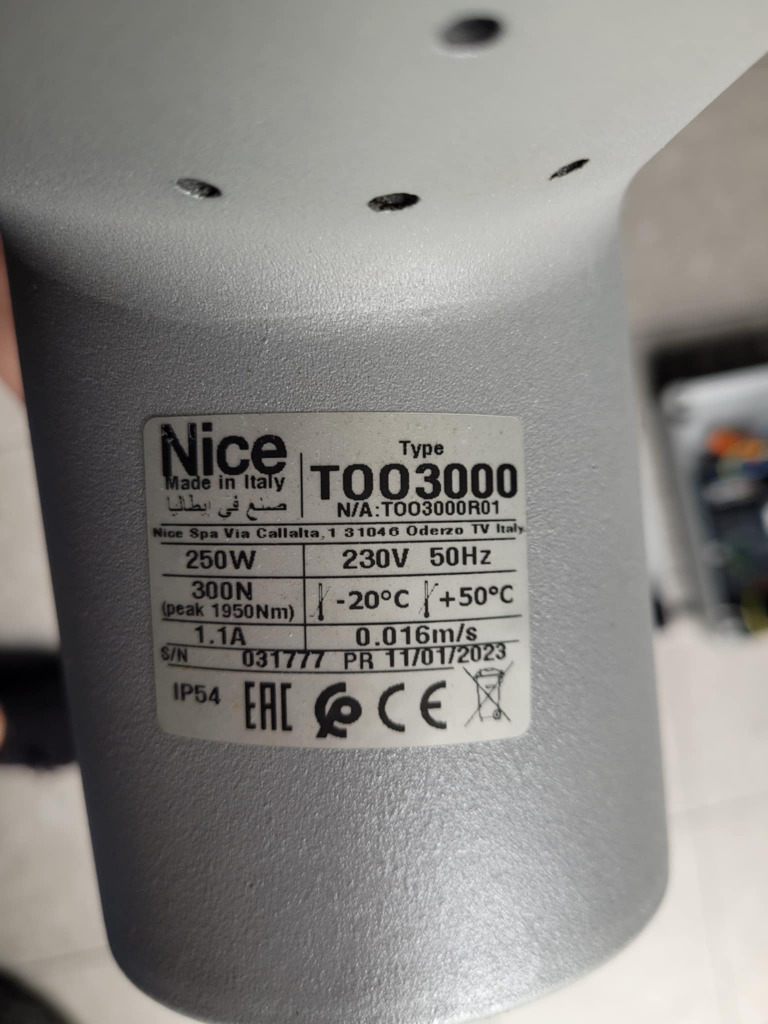 Nice
Made in Italy
صنع في إيطاليا
Type
TOO3000
N/A:TOO3000R01
Nice Spa Via Callalta,1 31046 Oderzo TV Italy
250W 230V 50Hz
300N
(peak 1950Nm)
-20°C +50°C
1.1A 0.016m/s
S/N 031777 PR 11/01/2023
IP54 EAC CE